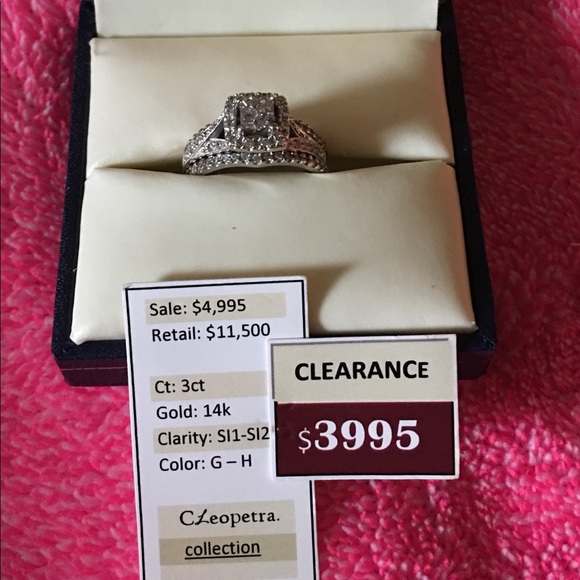 Sale: $4,995
Retail: $11,500
Ct: 3ct
Gold: 14k
Clarity: SI1-SI2
Color: G – H
CLeopetra.
collection
CLEARANCE
$3995